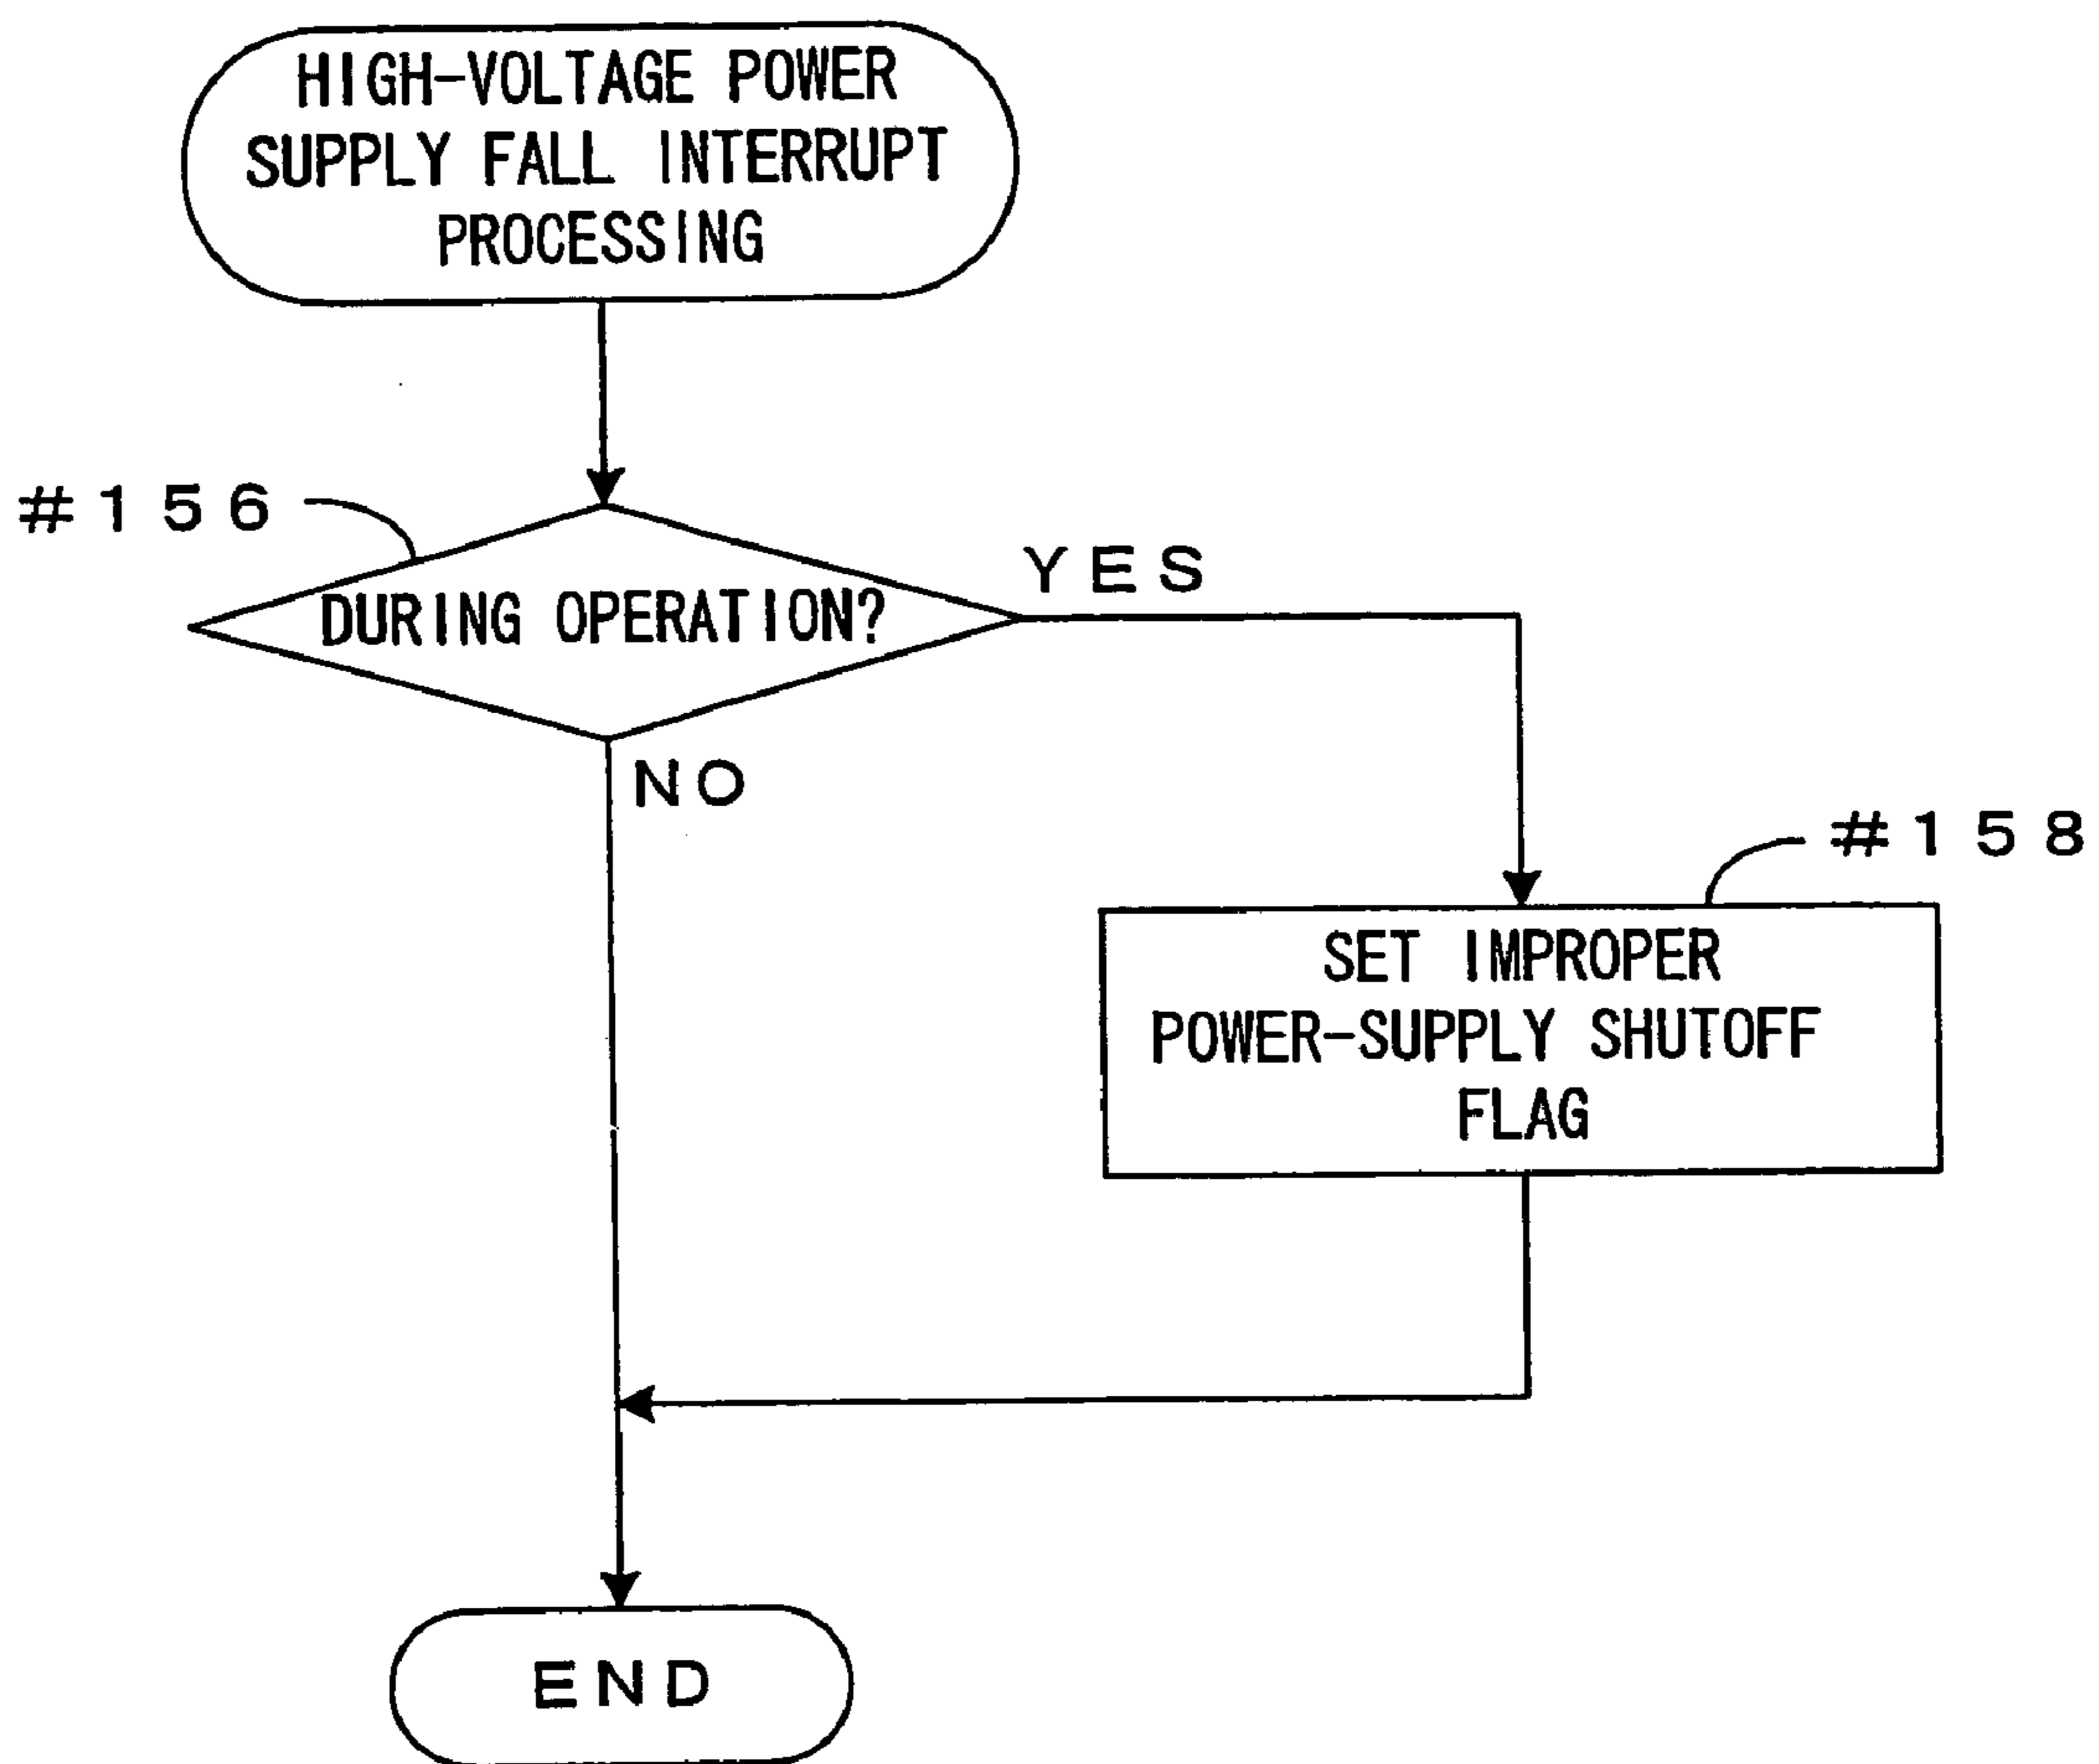 HIGH-VOLTAGE POWER
SUPPLY FALL INTERRUPT
PROCESSING
#156
DURING OPERATION?
YES
NO
#158
SET IMPROPER
POWER-SUPPLY SHUTOFF
FLAG
END